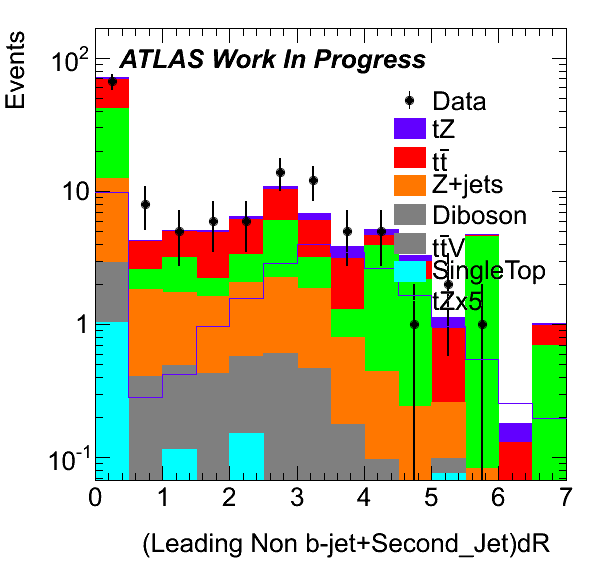 Events
ATLAS Work In Progress
Data
tZ
tt̄
Z+jets
Diboson
tt̄V
SingleTop
tZx5
10²
10
1
10⁻¹
0 1 2 3 4 5 6 7
(Leading Non b-jet+Second_Jet)dR